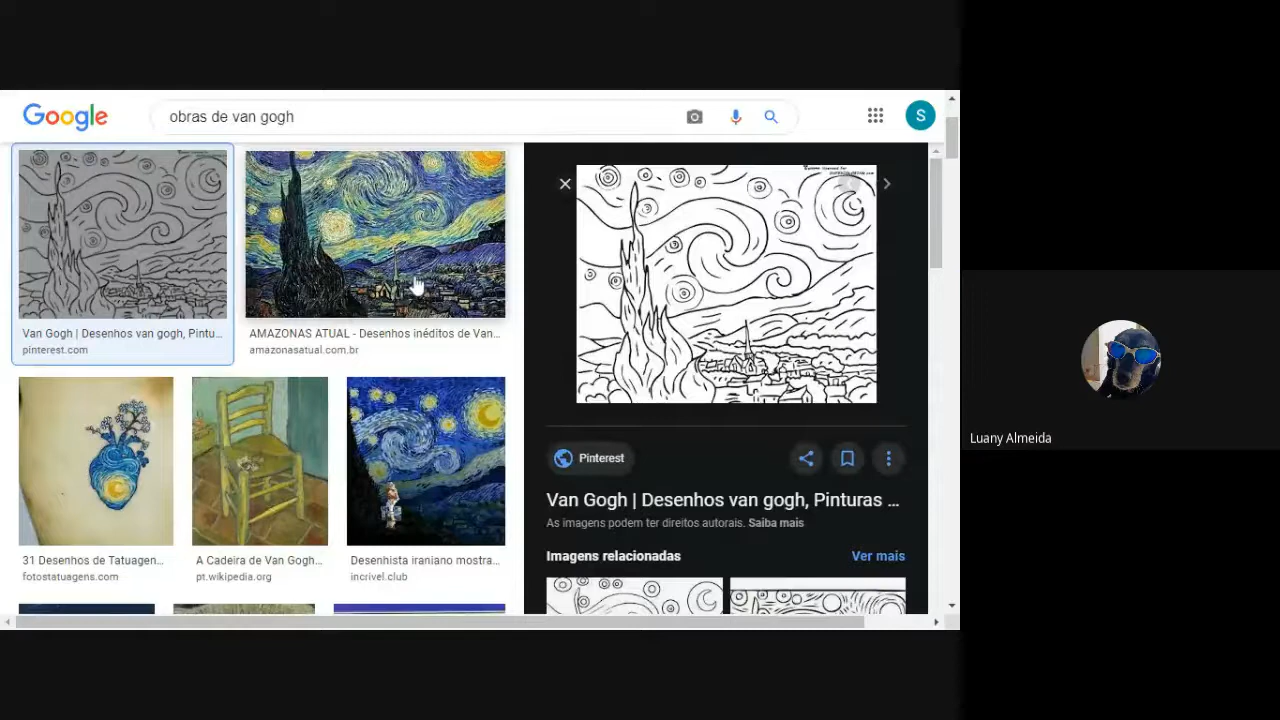 Google
obras de van gogh
S
Van Gogh | Desenhos van gogh, Pintu...
pinterest.com
AMAZONAS ATUAL - Desenhos inéditos de Van...
amazonasatual.com.br
31 Desenhos de Tatuagen...
fotostatuagens.com
A Cadeira de Van Gogh...
pt.wikipedia.org
Desenhista iraniano mostra...
incrivel.club
Pinterest
Van Gogh | Desenhos van gogh, Pinturas ...
As imagens podem ter direitos autorais. Saiba mais
Imagens relacionadas
Ver mais
Luany Almeida